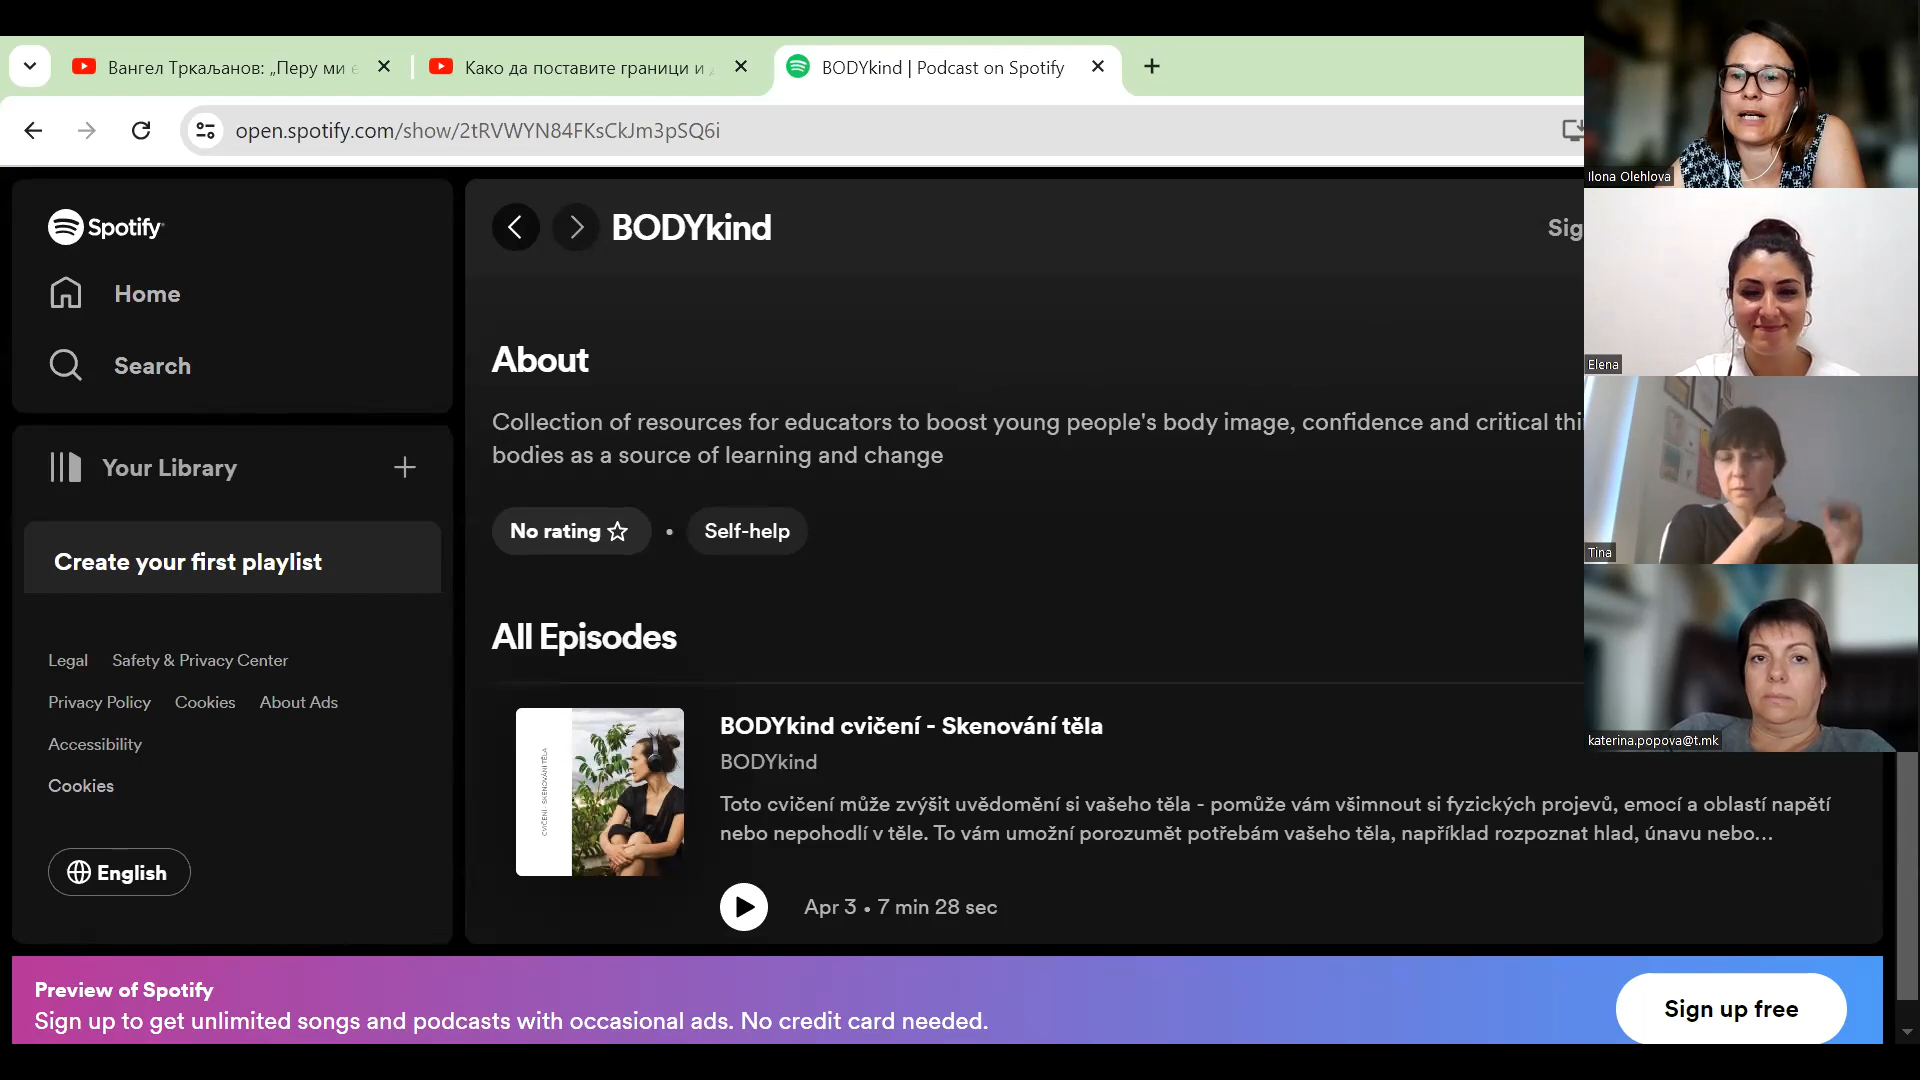 Вангел Тркаљанов: „Перу ми е
Како да поставите граници и д
BODYkind | Podcast on Spotify
open.spotify.com/show/2tRVWYN84FKsCkJm3pSQ6i
Spotify
Home
Search
Your Library
Create your first playlist
Legal Safety & Privacy Center
Privacy Policy Cookies About Ads
Accessibility
Cookies
English
BODYkind
Sig
About
Collection of resources for educators to boost young people's body image, confidence and critical thi
bodies as a source of learning and change
No rating • Self-help
All Episodes
CVIČENÍ - SKENOVÁNÍ TĚLA
BODYkind cvičení - Skenování těla
BODYkind
Toto cvičení může zvýšit uvědomění si vašeho těla - pomůže vám všimnout si fyzických projevů, emocí a oblastí napětí
nebo nepohodlí v těle. To vám umožní porozumět potřebám vašeho těla, například rozpoznat hlad, únavu nebo...
Apr 3 • 7 min 28 sec
Preview of Spotify
Sign up to get unlimited songs and podcasts with occasional ads. No credit card needed.
Sign up free
Ilona Olehlova
Elena
Tina
katerina.popova@t.mk